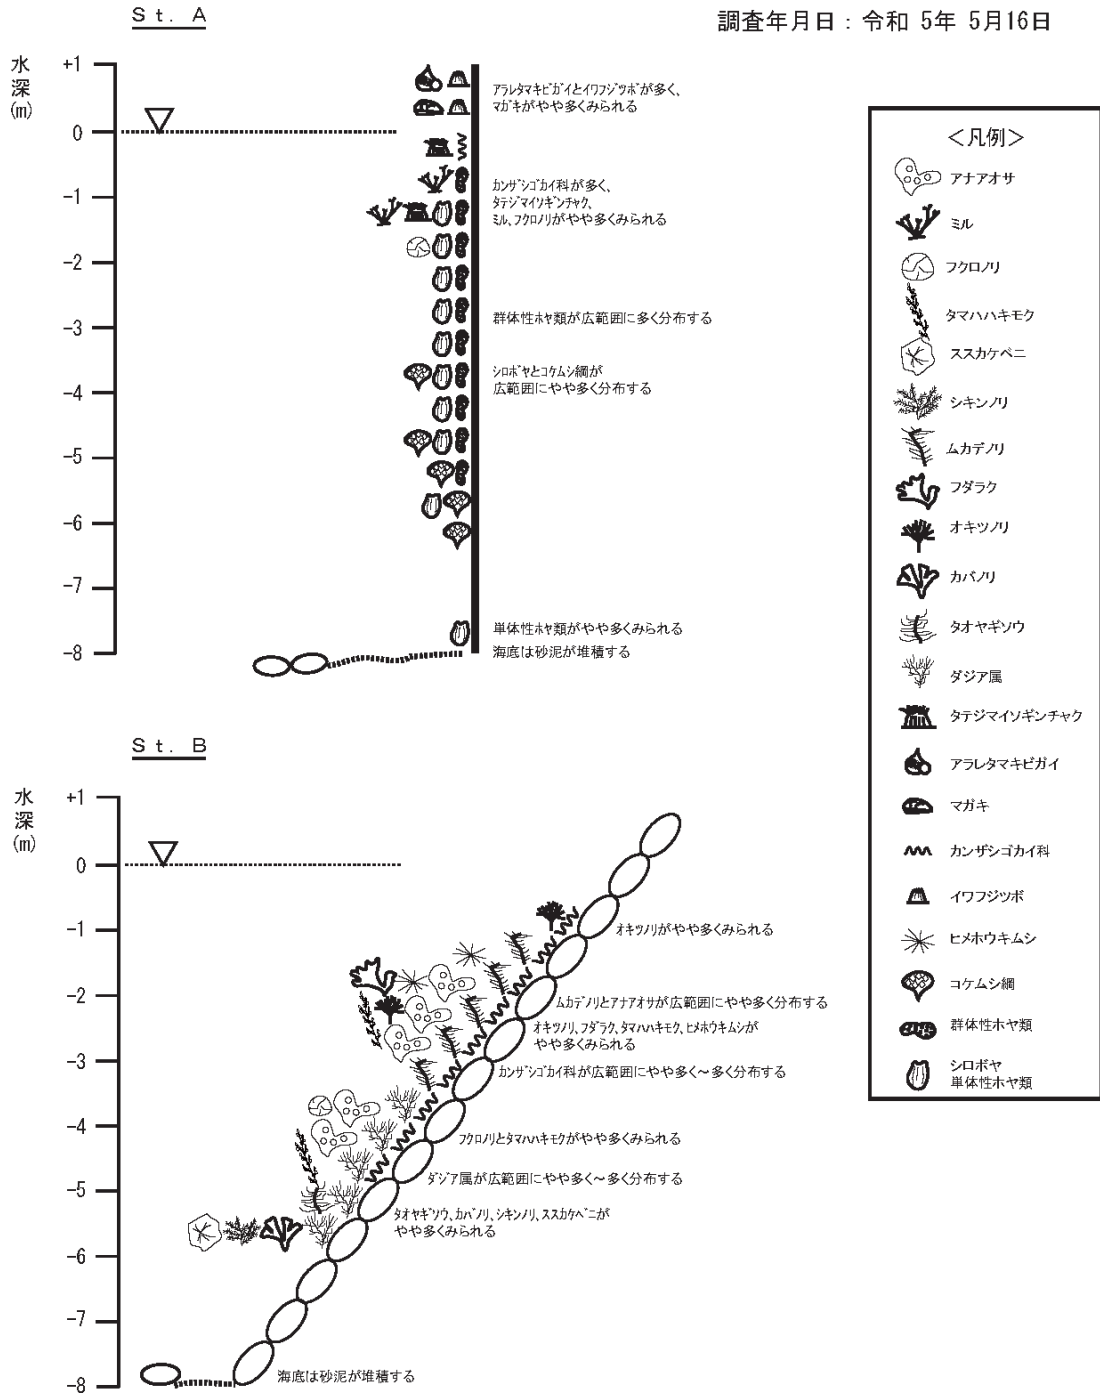 St. A
調査年月日：令和 5年 5月16日
水深(m)
+1
0
-1
-2
-3
-4
-5
-6
-7
-8
ｱﾗﾚﾀﾏｷﾋﾞｶﾞｲとｲﾜﾌｼﾞﾂﾎﾞが多く、
ﾏｶﾞｷがやや多くみられる
ｶﾝｻﾞｼｺﾞｶｲ科が多く、
ﾀﾃｼﾞﾏｲｿｷﾞﾝﾁｬｸ、
ﾐﾙ、ﾌｸﾛﾉﾘがやや多くみられる
群体性ﾎﾔ類が広範囲に多く分布する
ｼﾛﾎﾞﾔとｺｹﾑｼ綱が
広範囲にやや多く分布する
単体性ﾎﾔ類がやや多くみられる
海底は砂泥が堆積する
＜凡例＞
アナアオサ
ミル
フクロノリ
タマハハキモク
ススカケベニ
シキンノリ
ムカデノリ
フダラク
オキツノリ
カバノリ
タオヤギソウ
ダジア属
タテジマイソギンチャク
アラレタマキビガイ
マガキ
カンザシゴカイ科
イワフジツボ
ヒメホウキムシ
コケムシ綱
群体性ホヤ類
シロボヤ
単体性ホヤ類
St. B
水深(m)
+1
0
-1
-2
-3
-4
-5
-6
-7
-8
ｵｷﾂﾉﾘがやや多くみられる
ﾑｶﾃﾞﾉﾘとｱﾅｱｵｻが広範囲にやや多く分布する
ｵｷﾂﾉﾘ、ﾌﾀﾞﾗｸ、ﾀﾏﾊﾊｷﾓｸ、ﾋﾒﾎｳｷﾑｼが
やや多くみられる
ｶﾝｻﾞｼｺﾞｶｲ科が広範囲にやや多く～多く分布する
ﾌｸﾛﾉﾘとﾀﾏﾊﾊｷﾓｸがやや多くみられる
ﾀﾞｼﾞｱ属が広範囲にやや多く～多く分布する
ﾀｵﾔｷﾞｿｳ、ｶﾊﾞﾉﾘ、ｼｷﾝﾉﾘ、ｽｽｶｹﾍﾞﾆが
やや多くみられる
海底は砂泥が堆積する